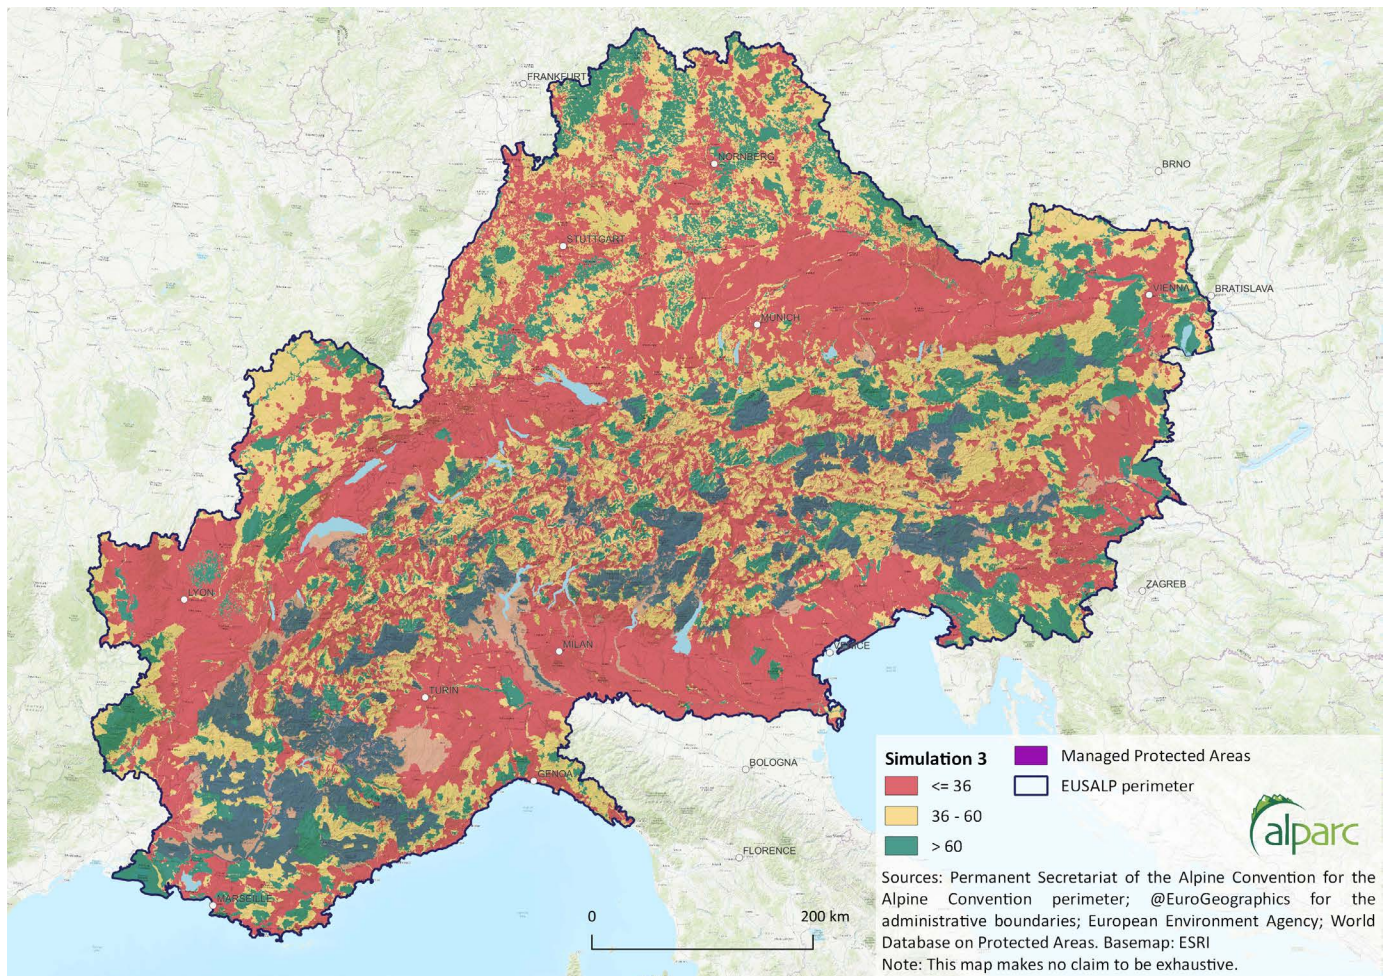 FRANKFURT
NÜRNBERG
BRNO
STUTTGART
VIENNA
BRATISLAVA
MUNICH
ZAGREB
LYON
MILAN
VENICE
TURIN
BOLOGNA
GENOA
FLORENCE
MARSEILLE
Simulation 3
<= 36
36 - 60
> 60
Managed Protected Areas
EUSALP perimeter
alparc
Sources: Permanent Secretariat of the Alpine Convention for the
Alpine Convention perimeter; @EuroGeographics for the
administrative boundaries; European Environment Agency; World
Database on Protected Areas. Basemap: ESRI
Note: This map makes no claim to be exhaustive.
0 200 km